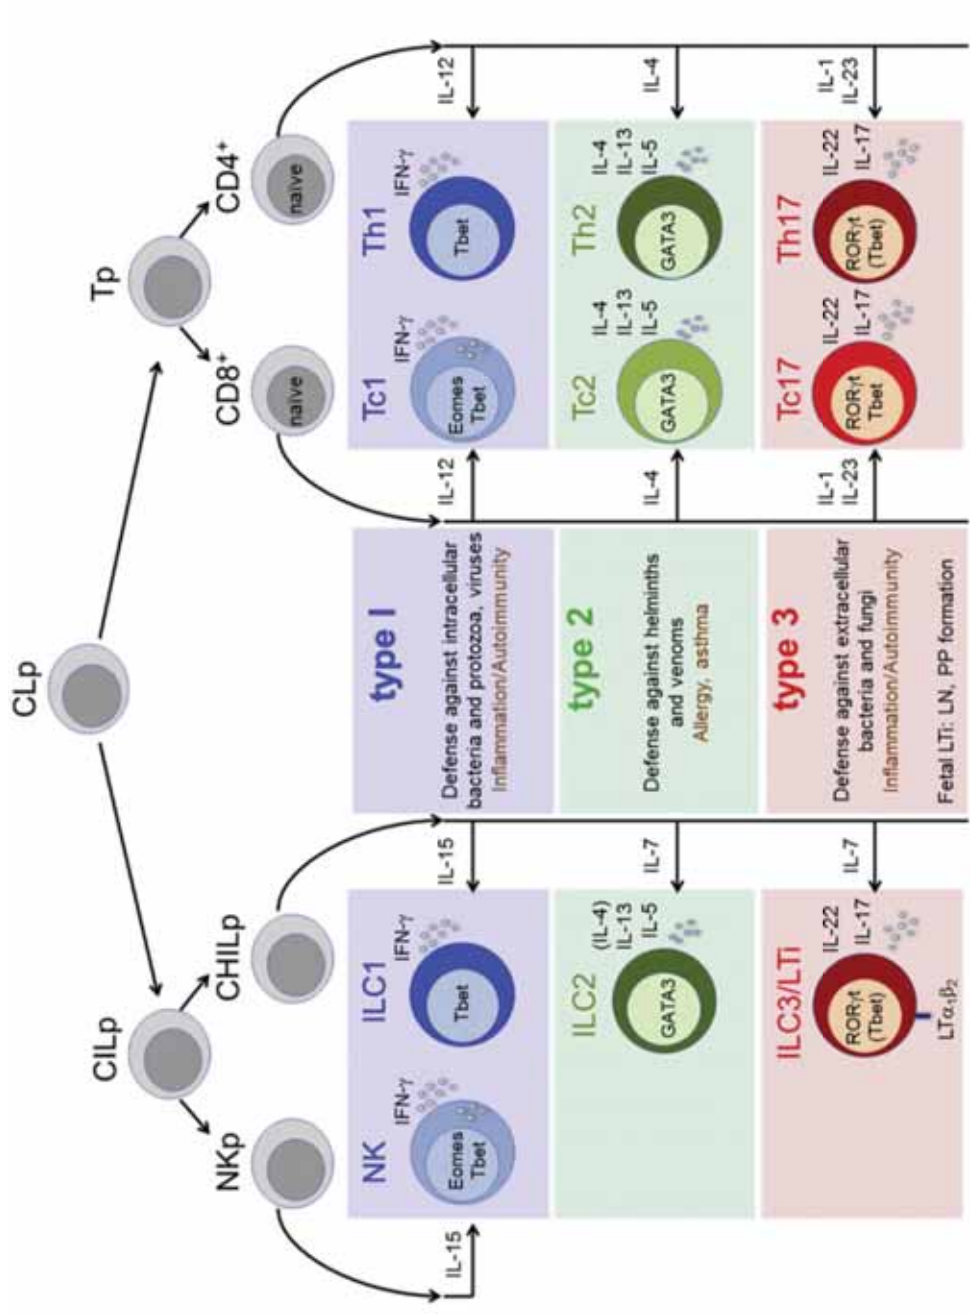 CLp
CILp
Tp
NKp
CHILp
CD8⁺
CD4⁺
naïve
naïve
NK
ILC1
type I
Tc1
Th1
IFN-γ
IFN-γ
IFN-γ
IFN-γ
Eomes
Tbet
Tbet
Eomes
Tbet
Tbet
IL-15
IL-15
IL-12
IL-12
Defense against intracellular
bacteria and protozoa, viruses
Inflammation/Autoimmunity
ILC2
type 2
Tc2
Th2
(IL-4)
IL-13
IL-5
IL-4
IL-13
IL-5
IL-4
IL-13
IL-5
GATA3
GATA3
GATA3
IL-7
IL-4
IL-4
Defense against helminths
and venoms
Allergy, asthma
ILC3/LTi
type 3
Tc17
Th17
IL-22
IL-17
IL-22
IL-17
IL-22
IL-17
RORγt
(Tbet)
RORγt
Tbet
RORγt
(Tbet)
IL-7
IL-1
IL-23
IL-1
IL-23
Defense against extracellular
bacteria and fungi
Inflammation/Autoimmunity
Fetal LTi: LN, PP formation
LTα₁β₂